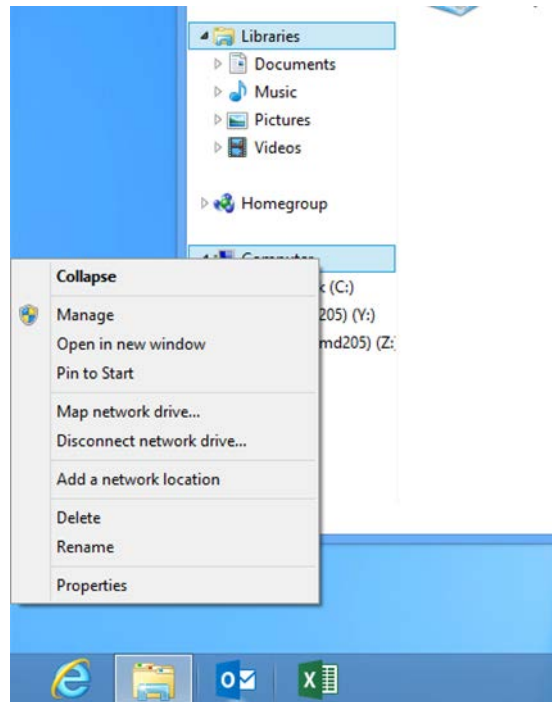 Libraries
Documents
Music
Pictures
Videos
Homegroup
Computer
Collapse
(C:)
Manage
205) (Y:)
Open in new window
md205) (Z:
Pin to Start
Map network drive...
Disconnect network drive...
Add a network location
Delete
Rename
Properties